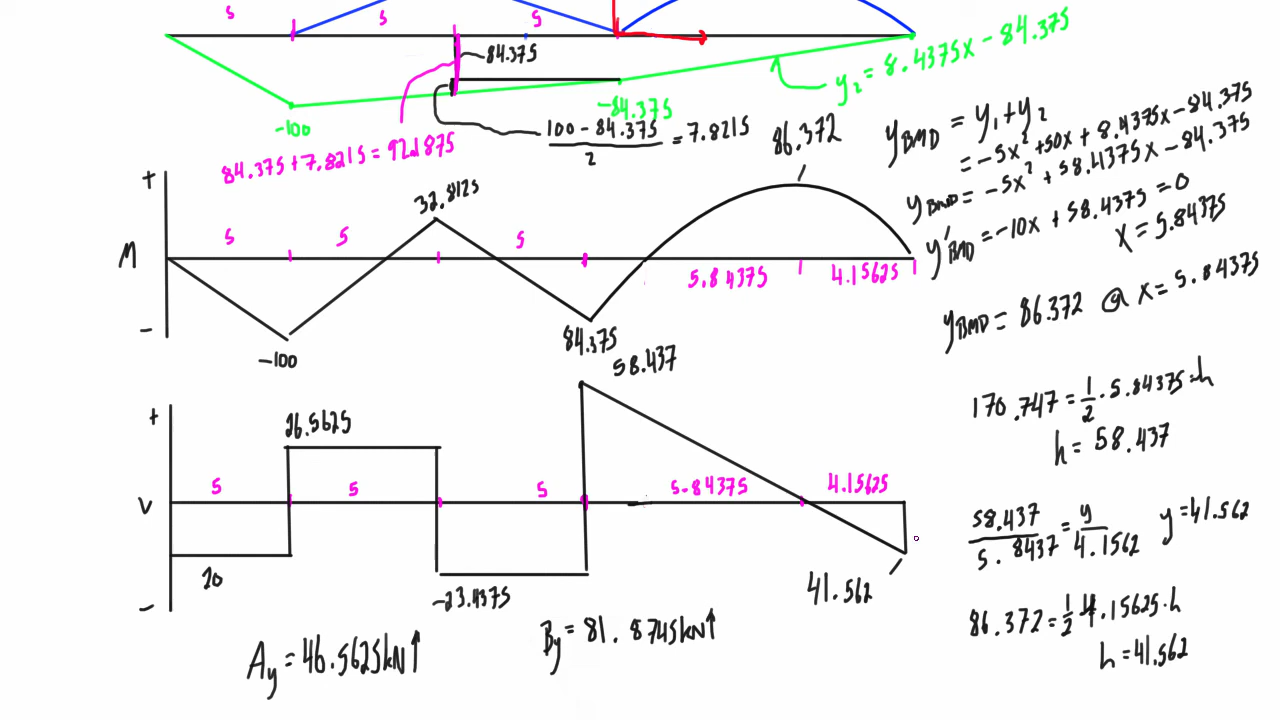 5
5
5
84.375
-100
-84.375
y2 = 8.4375x - 84.375
100 - 84.375 / 2 = 7.8215
84.375 + 7.8215 = 92.1875
86.372
yBMD = y1 + y2
= -5x² + 50x + 8.4375x - 84.375
yBMD = -5x² + 58.4375x - 84.375
y'BMD = -10x + 58.4375 = 0
x = 5.84375
yBMD = 86.372 @ x = 5.84375
+
M
-
5
5
32.8125
5
5.84375
4.15625
-100
84.375
58.437
170.747 = 1/2 · 5.84375 · h
h = 58.437
+
V
-
26.5625
5
5
5
5.84375
4.15625
20
-23.4375
41.562
58.437 / 5.8437 = y / 4.1562 y = 41.562
86.372 = 1/2 4.15625 · h
h = 41.562
Ay = 46.5625kN↑
By = 81.8745kN↑